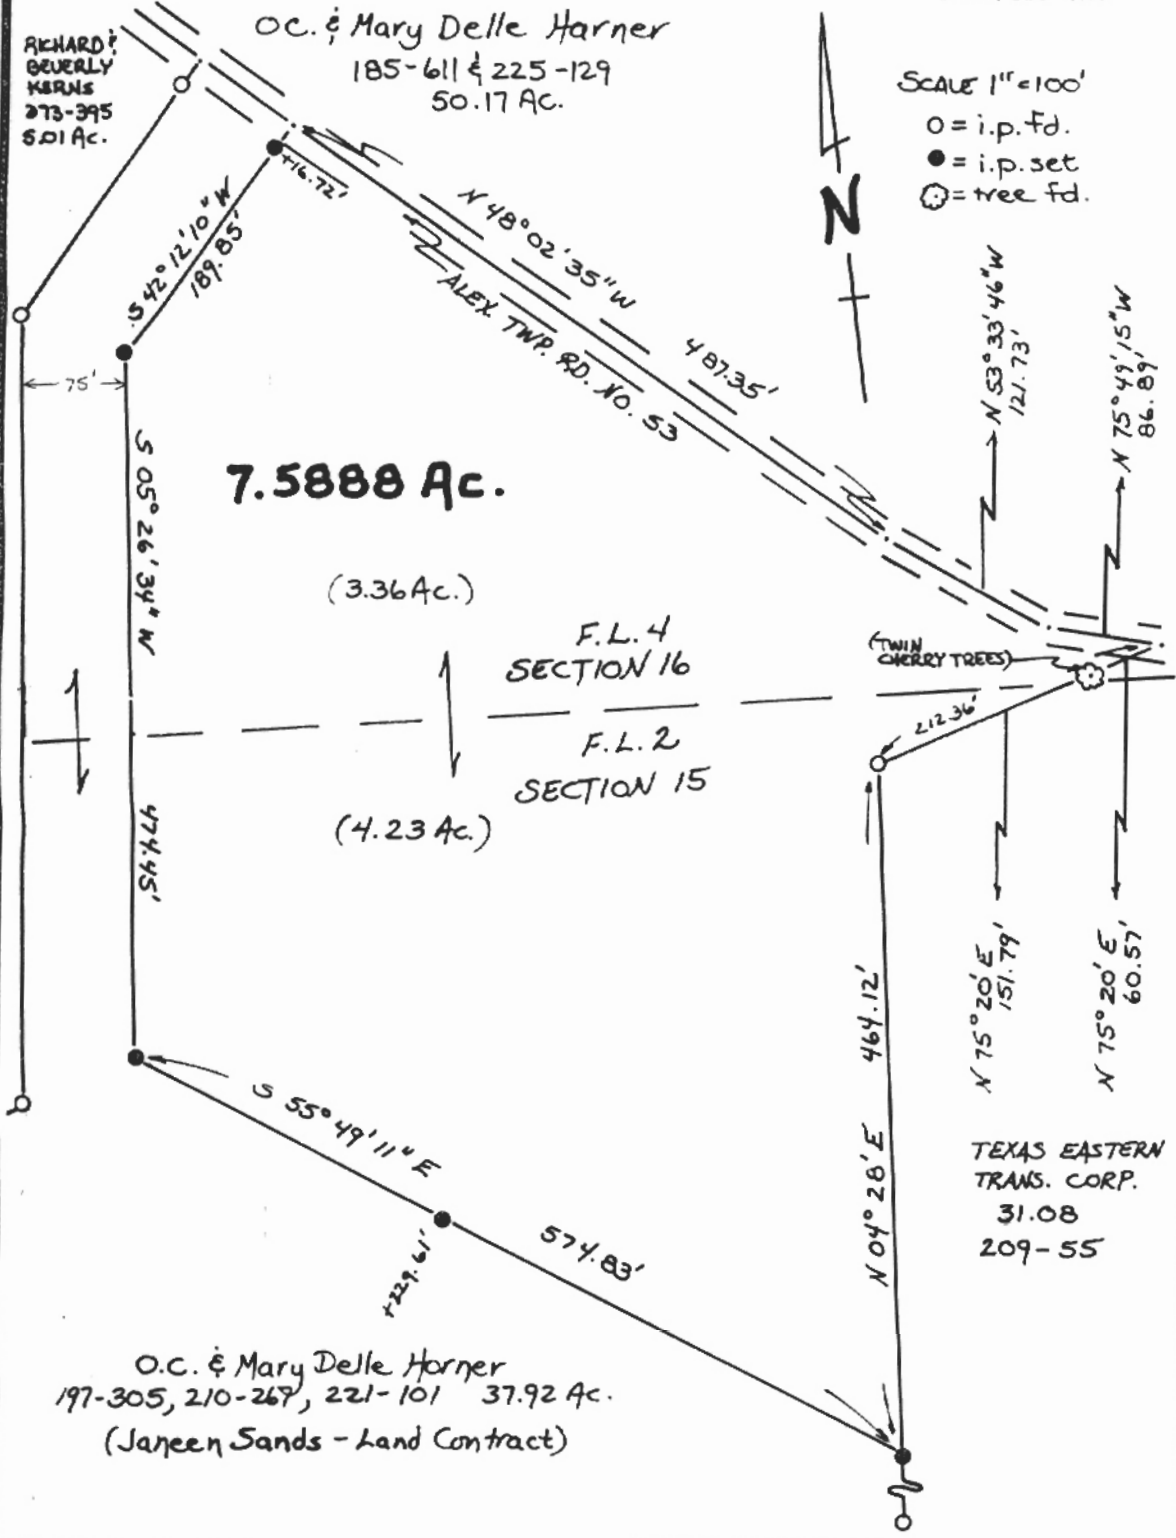 O.C. & Mary Delle Harner
185-611 & 225-129
50.17 Ac.
RICHARD &
BEVERLY
KERNS
273-395
5.01 Ac.
SCALE 1"=100'
O = i.p. fd.
● = i.p. set
= tree fd.
N
+16.72'
S 42° 12' 10" W
189.85'
N 48° 02' 35" W
487.35'
ALEX. TWP. RD. NO. 53
N 53° 33' 46" W
121.73'
N 75° 49' 15" W
86.89'
75'
S 05° 26' 34" W
474.45'
7.5888 Ac.
(3.36 Ac.)
F.L. 4
SECTION 16
(TWIN
CHERRY TREES)
212.36'
F.L. 2
SECTION 15
(4.23 Ac.)
N 75° 20' E
151.79'
N 75° 20' E
60.57'
N 04° 28' E 464.12'
S 55° 49' 11" E
574.83'
+229.61'
TEXAS EASTERN
TRANS. CORP.
31.08
209-55
O.C. & Mary Delle Horner
197-305, 210-267, 221-101 37.92 Ac.
(Janeen Sands - Land Contract)